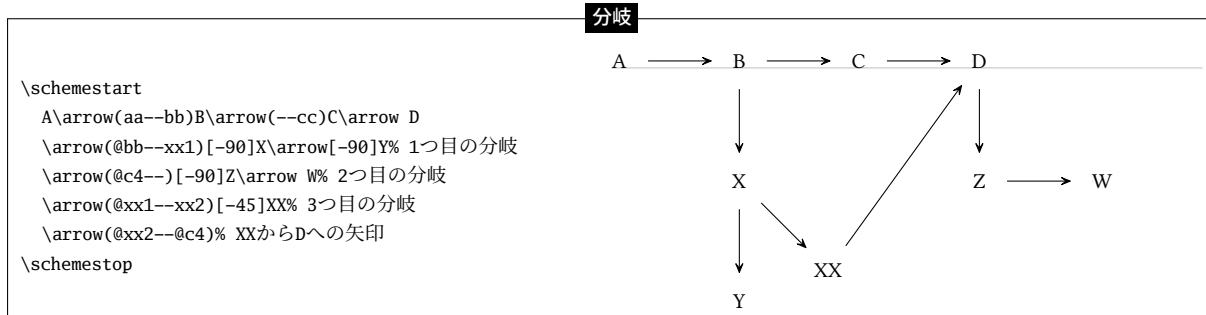 分岐
\schemestart
A\arrow(aa--bb)B\arrow(--cc)C\arrow D
\arrow(@bb--xx1)[-90]X\arrow[-90]Y% 1つ目の分岐
\arrow(@c4--)[-90]Z\arrow W% 2つ目の分岐
\arrow(@xx1--xx2)[-45]XX% 3つ目の分岐
\arrow(@xx2--@c4)% XXからDへの矢印
\schemestop
A B C D
X Z W
XX
Y